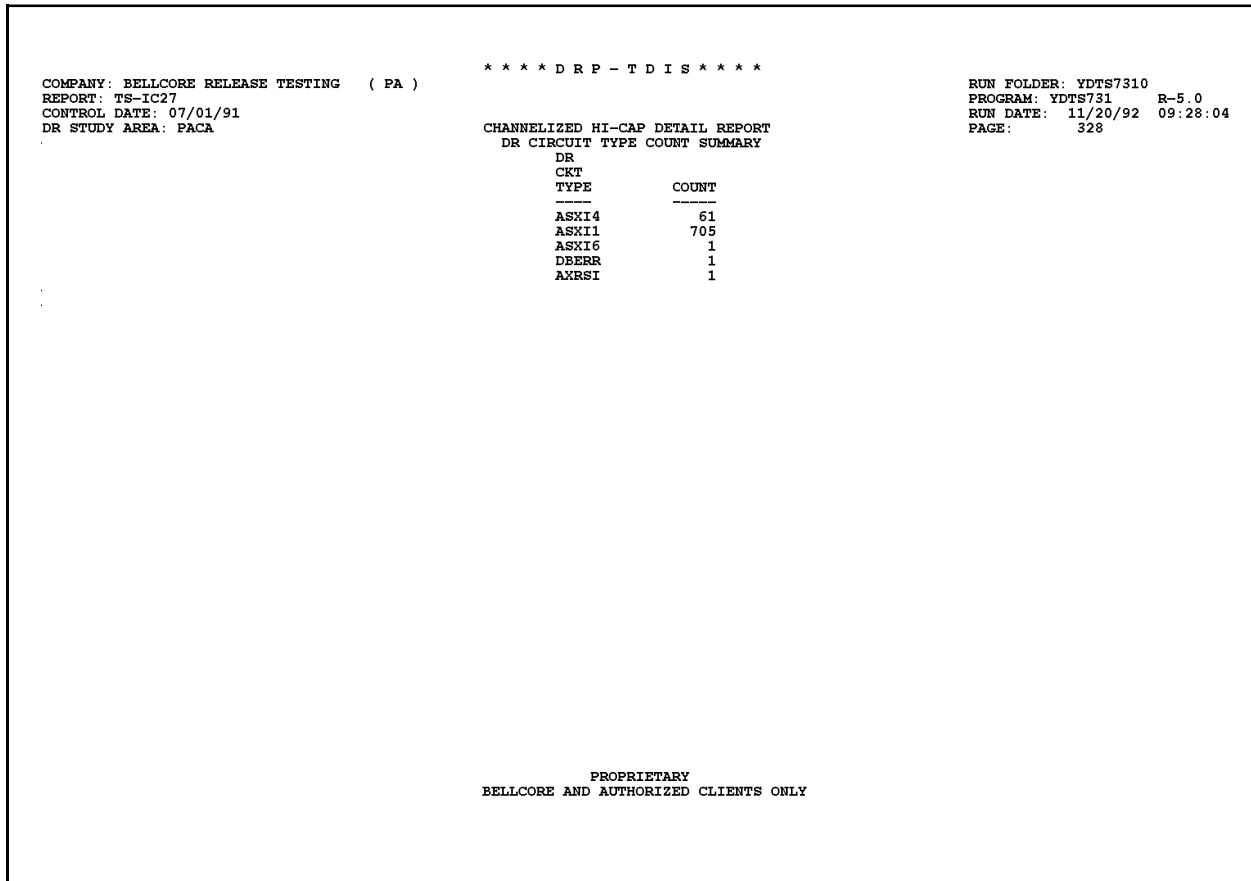 * * * * D R P - T D I S * * * *
COMPANY: BELLCORE RELEASE TESTING ( PA ) RUN FOLDER: YDTS7310
REPORT: TS-IC27 PROGRAM: YDTS731 R-5.0
CONTROL DATE: 07/01/91 RUN DATE: 11/20/92 09:28:04
DR STUDY AREA: PACA CHANNELIZED HI-CAP DETAIL REPORT PAGE: 328
DR CIRCUIT TYPE COUNT SUMMARY
DR
CKT
TYPE COUNT
---- -----
ASXI4 61
ASXI1 705
ASXI6 1
DBERR 1
AXRSI 1
PROPRIETARY
BELLCORE AND AUTHORIZED CLIENTS ONLY